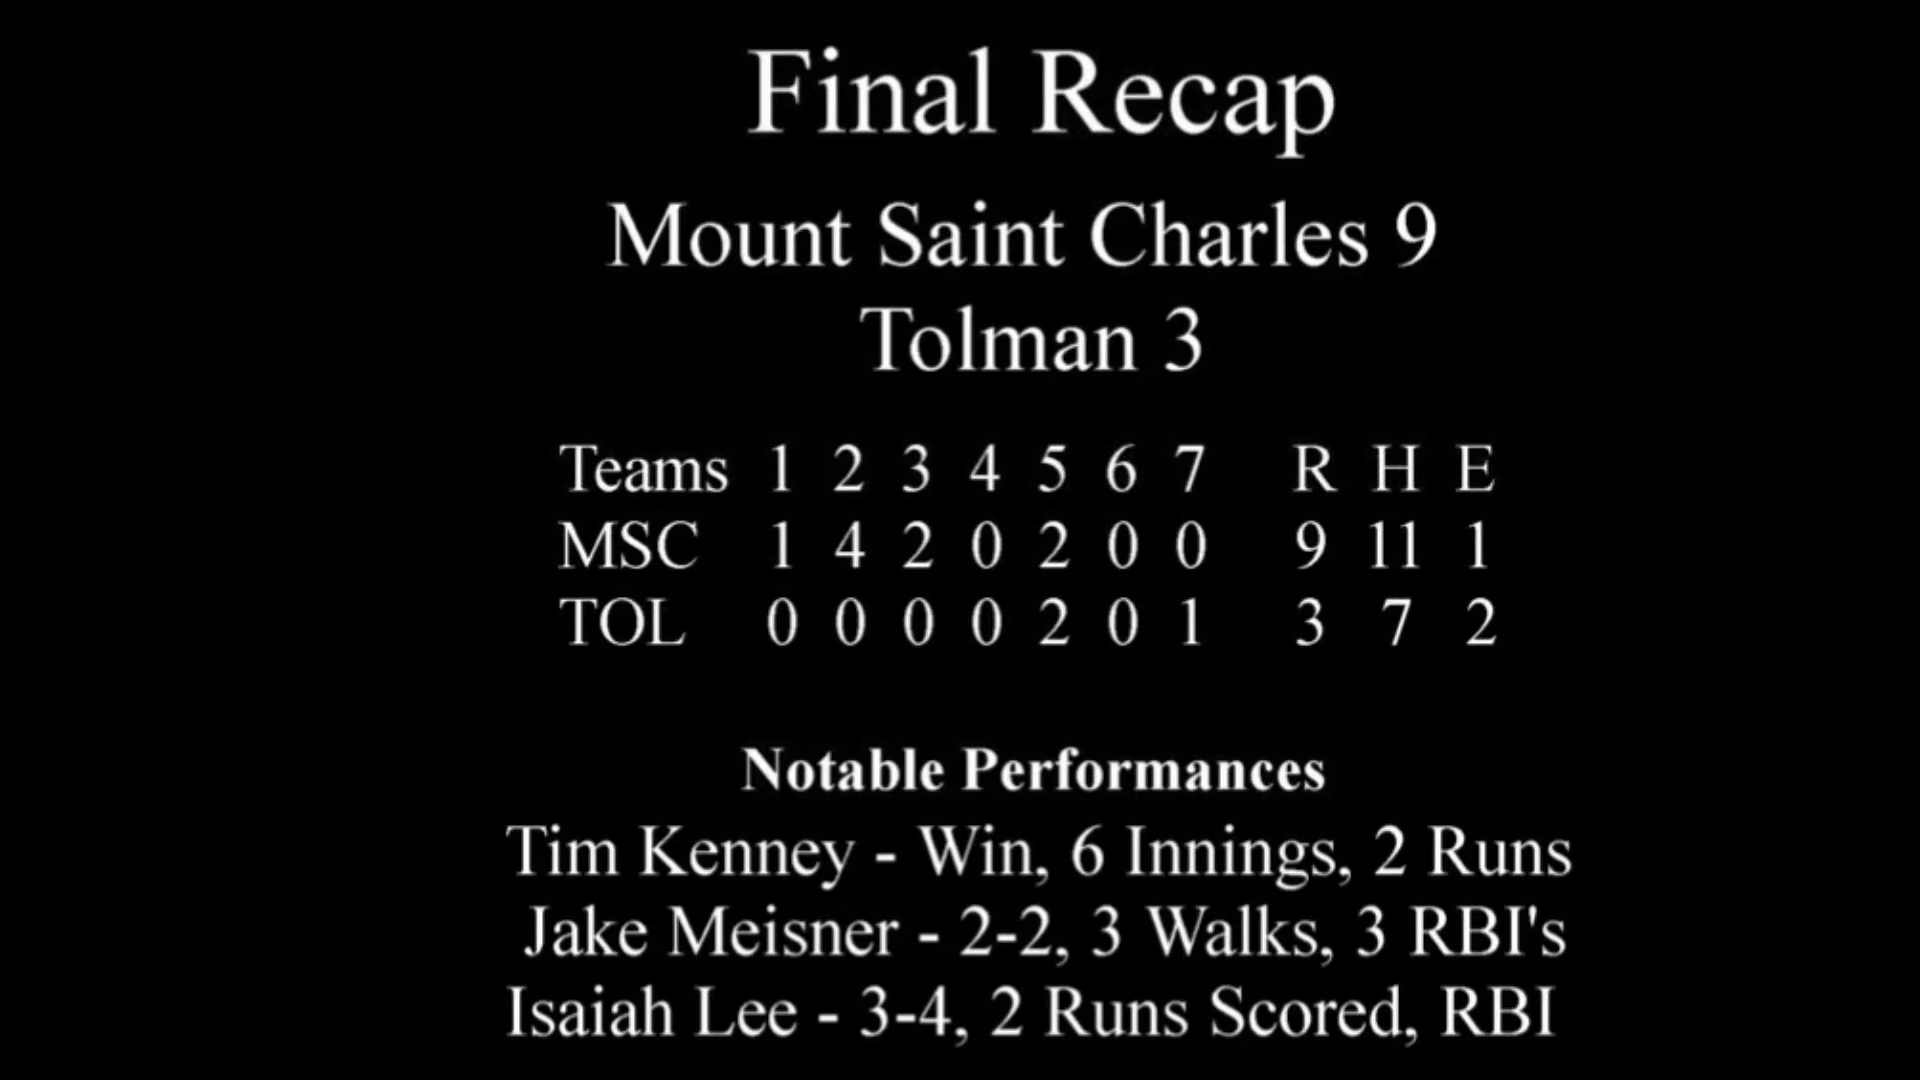 Final Recap
Mount Saint Charles 9
Tolman 3
Teams 1 2 3 4 5 6 7 R H E
MSC 1 4 2 0 2 0 0 9 11 1
TOL 0 0 0 0 2 0 1 3 7 2
Notable Performances
Tim Kenney - Win, 6 Innings, 2 Runs
Jake Meisner - 2-2, 3 Walks, 3 RBI's
Isaiah Lee - 3-4, 2 Runs Scored, RBI